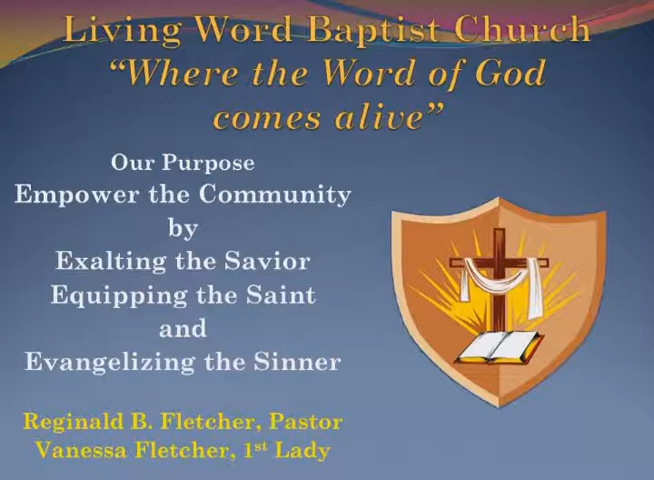 Living Word Baptist Church
“Where the Word of God
comes alive”
Our Purpose
Empower the Community
by
Exalting the Savior
Equipping the Saint
and
Evangelizing the Sinner
Reginald B. Fletcher, Pastor
Vanessa Fletcher, 1st Lady